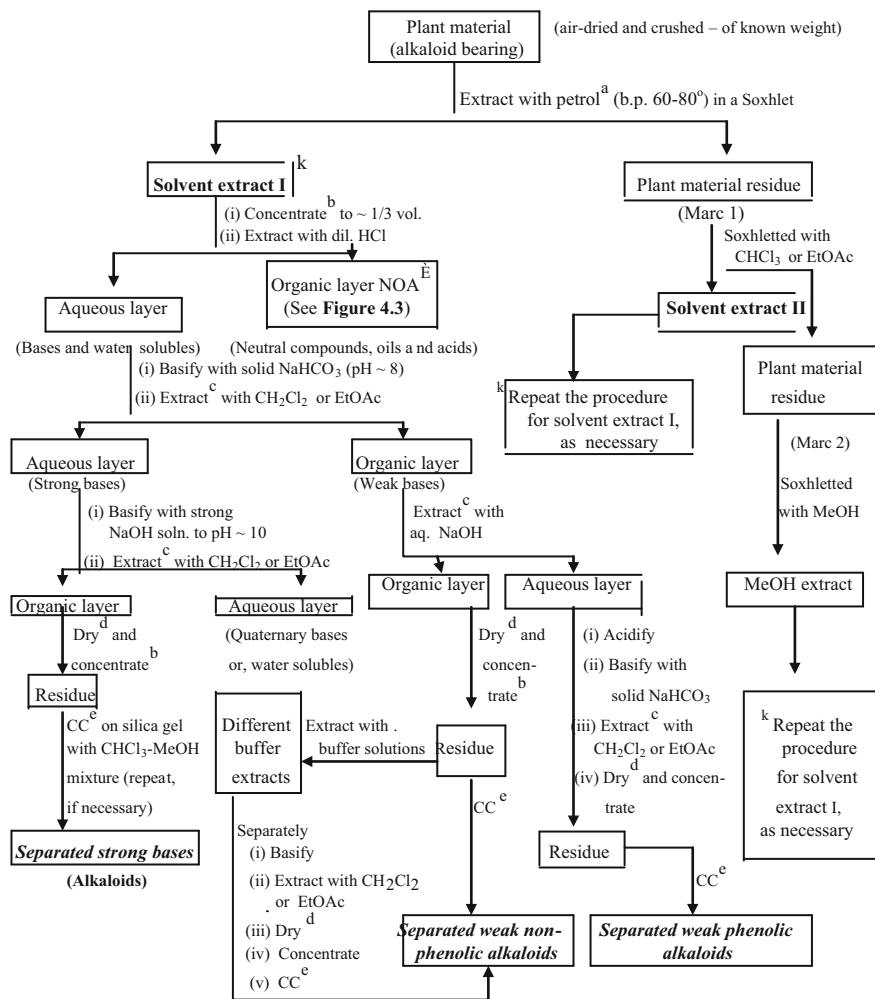 Plant material
(alkaloid bearing)
(air-dried and crushed – of known weight)
Extract with petrol^a (b.p. 60-80°) in a Soxhlet
Solvent extract I
k
(i) Concentrate^b to ~ 1/3 vol.
(ii) Extract with dil. HCl
Plant material residue
(Marc 1)
Soxhletted with
CHCl3 or EtOAc
Aqueous layer
(Bases and water solubles)
Organic layer NOA^È
(See Figure 4.3)
(Neutral compounds, oils a nd acids)
Solvent extract II
(i) Basify with solid NaHCO3 (pH ~ 8)
(ii) Extract^c with CH2Cl2 or EtOAc
k Repeat the procedure
for solvent extract I,
as necessary
Plant material
residue
(Marc 2)
Soxhletted
with MeOH
Aqueous layer
(Strong bases)
Organic layer
(Weak bases)
(i) Basify with strong
NaOH soln. to pH ~ 10
(ii) Extract^c with CH2Cl2 or EtOAc
Extract^c with
aq. NaOH
Organic layer
Aqueous layer
(Quaternary bases
or, water solubles)
Organic layer
Aqueous layer
MeOH extract
Dry^d and
concentrate^b
Residue
CC^e on silica gel
with CHCl3-MeOH
mixture (repeat,
if necessary)
Separated strong bases
(Alkaloids)
Dry^d and
concen-
trate^b
Residue
Extract with .
buffer solutions
Different
buffer
extracts
Separately
(i) Basify
(ii) Extract with CH2Cl2
or EtOAc
.
(iii) Dry^d
(iv) Concentrate
(v) CC^e
CC^e
Separated weak non-
phenolic alkaloids
(i) Acidify
(ii) Basify with
solid NaHCO3
(iii) Extract^c with
CH2Cl2 or EtOAc
(iv) Dry^d and concen-
trate
Residue
CC^e
Separated weak phenolic
alkaloids
k Repeat the
procedure
for solvent
extract I,
as necessary